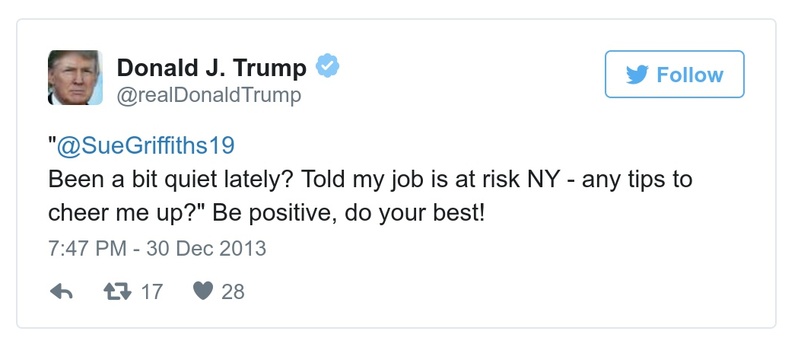 Donald J. Trump
@realDonaldTrump
Follow
"@SueGriffiths19
Been a bit quiet lately? Told my job is at risk NY - any tips to
cheer me up?" Be positive, do your best!
7:47 PM - 30 Dec 2013
17 28